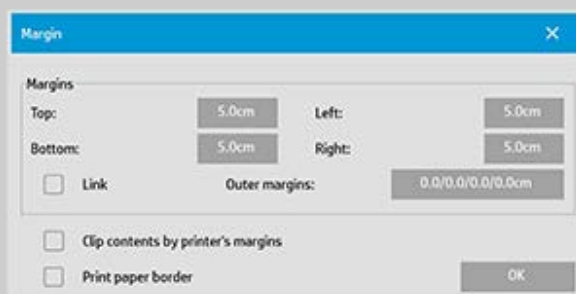 Margin
Margins
Top: 5.0cm Left: 5.0cm
Bottom: 5.0cm Right: 5.0cm
Link Outer margins: 0.0/0.0/0.0/0.0cm
Clip contents by printer's margins
Print paper border OK